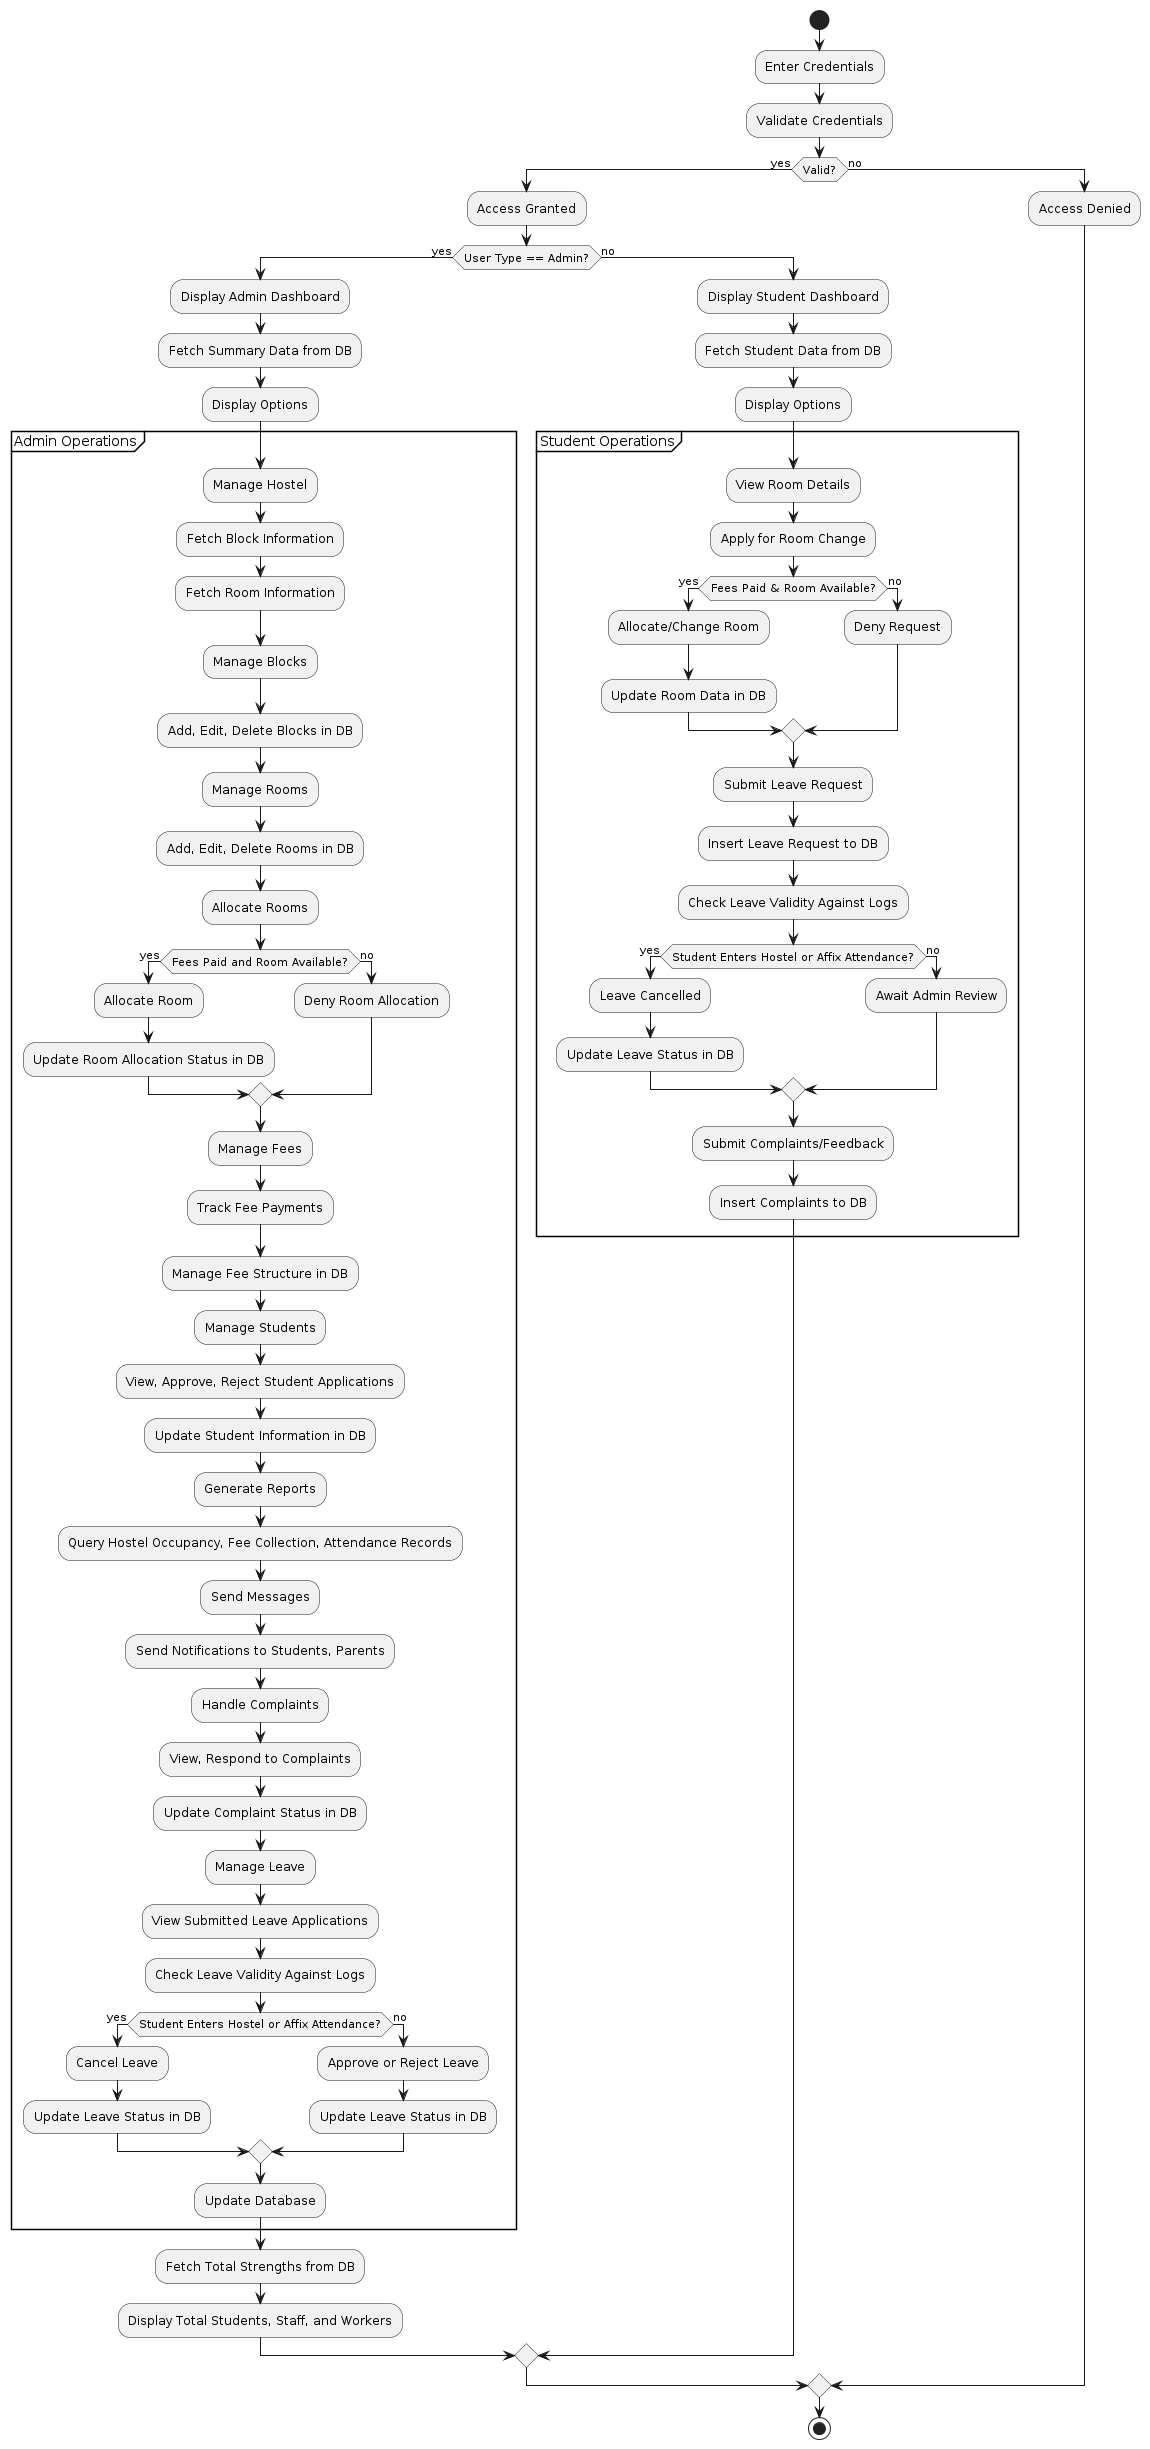 Enter Credentials
Validate Credentials
yes
Valid?
no
Access Granted
Access Denied
yes
User Type == Admin?
no
Display Admin Dashboard
Fetch Summary Data from DB
Display Options
Admin Operations
Manage Hostel
Fetch Block Information
Fetch Room Information
Manage Blocks
Add, Edit, Delete Blocks in DB
Manage Rooms
Add, Edit, Delete Rooms in DB
Allocate Rooms
yes
Fees Paid and Room Available?
no
Allocate Room
Deny Room Allocation
Update Room Allocation Status in DB
Manage Fees
Track Fee Payments
Manage Fee Structure in DB
Manage Students
View, Approve, Reject Student Applications
Update Student Information in DB
Generate Reports
Query Hostel Occupancy, Fee Collection, Attendance Records
Send Messages
Send Notifications to Students, Parents
Handle Complaints
View, Respond to Complaints
Update Complaint Status in DB
Manage Leave
View Submitted Leave Applications
Check Leave Validity Against Logs
yes
Student Enters Hostel or Affix Attendance?
no
Cancel Leave
Approve or Reject Leave
Update Leave Status in DB
Update Leave Status in DB
Update Database
Fetch Total Strengths from DB
Display Total Students, Staff, and Workers
Display Student Dashboard
Fetch Student Data from DB
Display Options
Student Operations
View Room Details
Apply for Room Change
yes
Fees Paid & Room Available?
no
Allocate/Change Room
Deny Request
Update Room Data in DB
Submit Leave Request
Insert Leave Request to DB
Check Leave Validity Against Logs
yes
Student Enters Hostel or Affix Attendance?
no
Leave Cancelled
Await Admin Review
Update Leave Status in DB
Submit Complaints/Feedback
Insert Complaints to DB